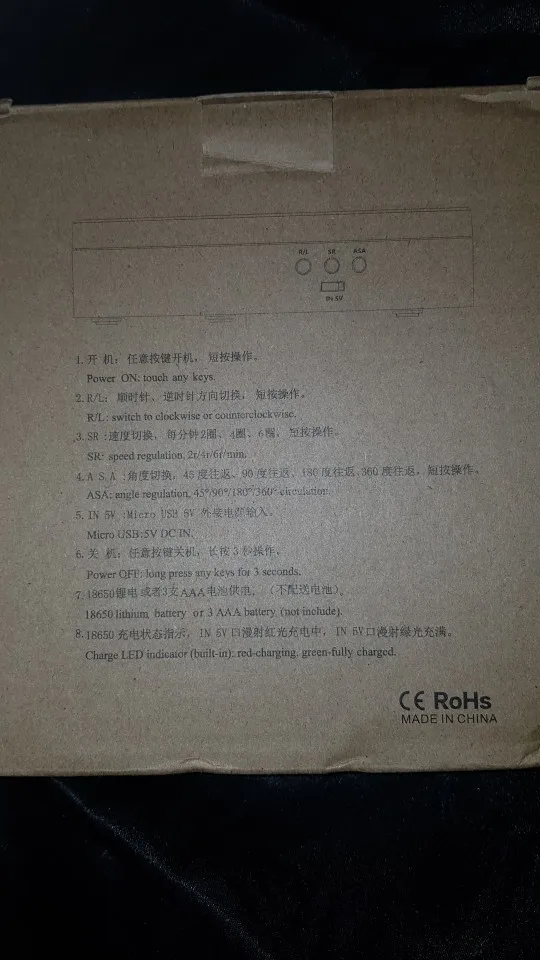 R/L SR ASA
IN 5V
1. 开 机： 任意按键开机， 短按操作。
Power ON: touch any keys.
2. R/L： 顺时针、逆时针方向切换， 短按操作。
R/L: switch to clockwise or countorclockwise.
3. SR :速度切换， 每分钟2圈、4圈、6圈， 短按操作。
SR: speed regulation, 2r/4r/6r/min.
4. A S A :角度切换，45 度往返、90 度往返、180 度往返、360 度往返，短按操作。
ASA: angle regulation, 45°/90°/180°/360° circulation.
5. IN 5V :Micro USB 5V 外接电源输入。
Micro USB:5V DC IN.
6. 关 机：任意按键关机，长按 3 秒操作。
Power OFF: long press any keys for 3 seconds.
7. 18650锂电 或者3支AAA电池供电。 （不配送电池）。
18650 lithium battery or 3 AAA battery (not include).
8. 18650 充电状态指示， IN 5V口漫射红光充电中， IN 5V口漫射绿光充满。
Charge LED indicator (built-in): red-charging. green-fully charged.
CE RoHs
MADE IN CHINA